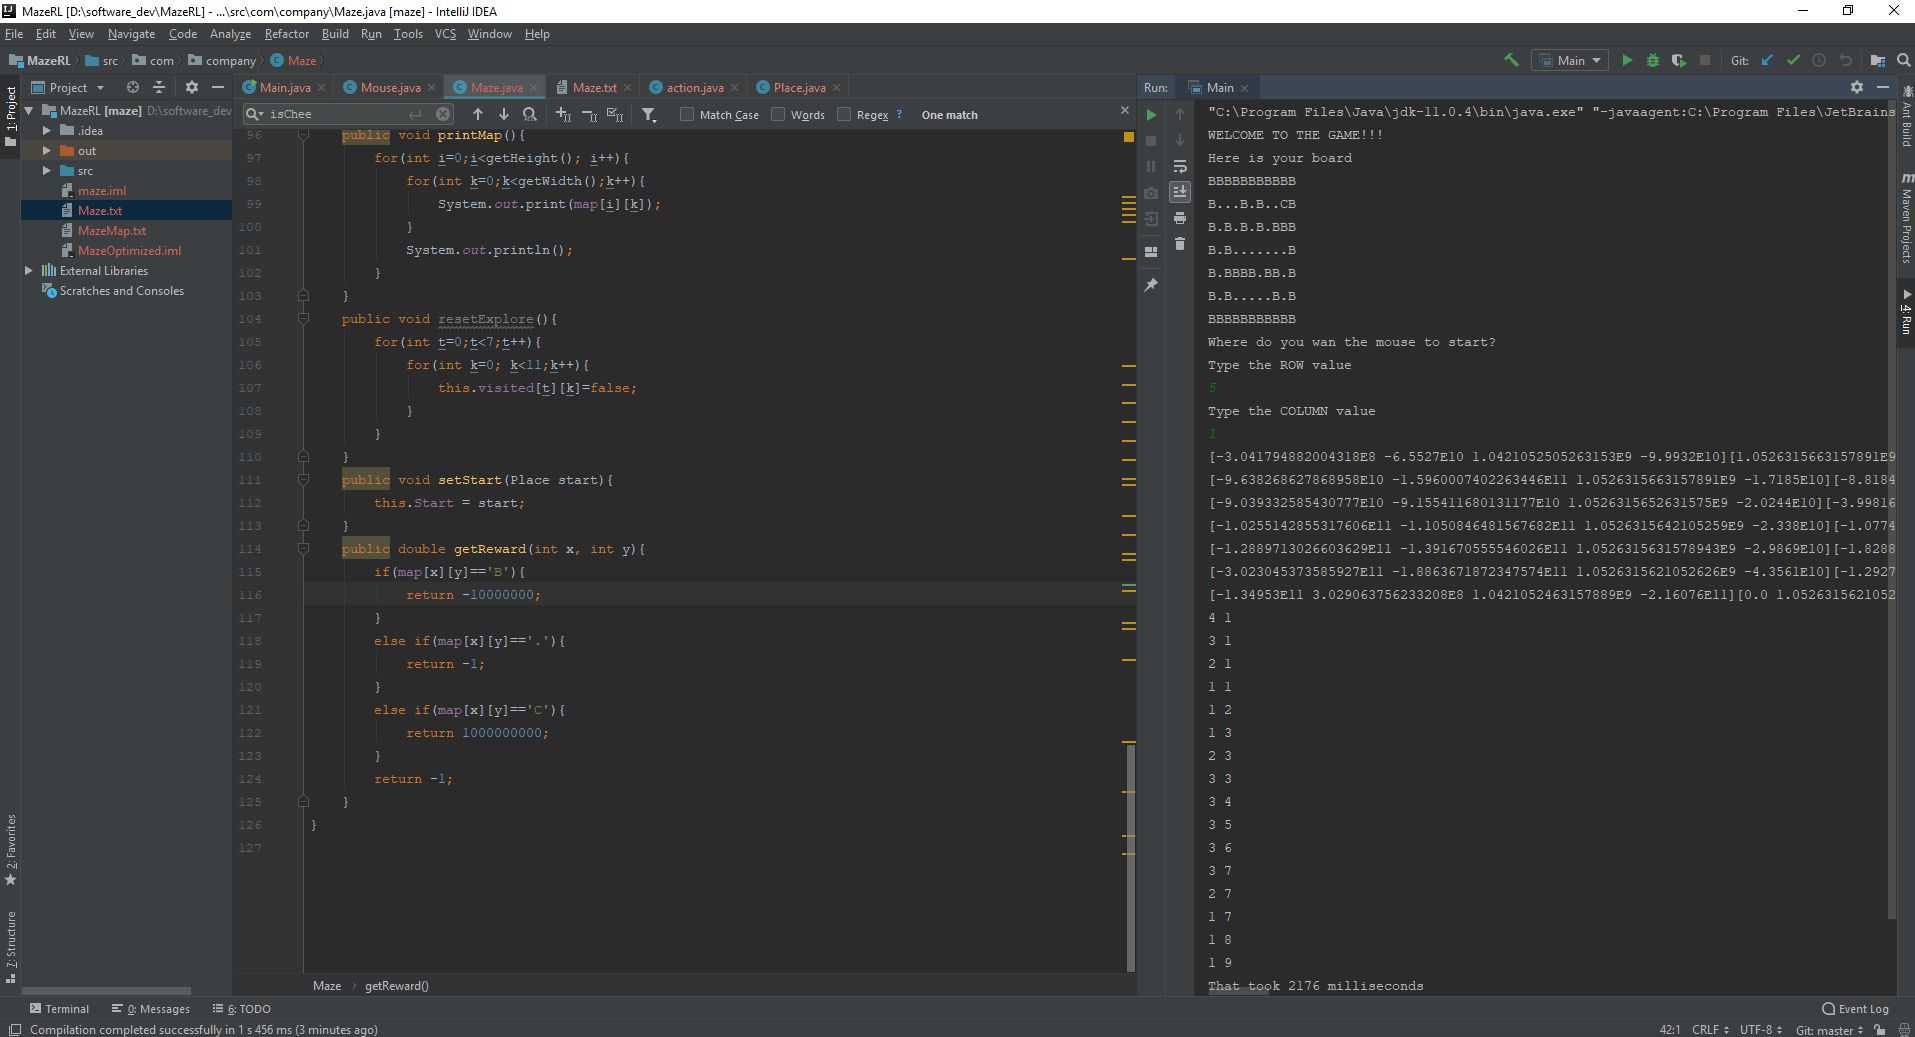 MazeRL [D:\software_dev\MazeRL] - ...\src\com\company\Maze.java [maze] - IntelliJ IDEA
File Edit View Navigate Code Analyze Refactor Build Run Tools VCS Window Help
MazeRL src com company Maze
Main Git:
Project
Main.java Mouse.java Maze.java Maze.txt action.java Place.java
Run: Main
isChee Match Case Words Regex ? One match
1: Project
MazeRL [maze] D:\software_dev
.idea
out
src
maze.iml
Maze.txt
MazeMap.txt
MazeOptimized.iml
External Libraries
Scratches and Consoles
2: Favorites
7: Structure
96 public void printMap(){
97 for(int i=0;i<getHeight(); i++){
98 for(int k=0;k<getWidth();k++){
99 System.out.print(map[i][k]);
100 }
101 System.out.println();
102 }
103 }
104 public void resetExplore(){
105 for(int t=0;t<7;t++){
106 for(int k=0; k<11;k++){
107 this.visited[t][k]=false;
108 }
109 }
110 }
111 public void setStart(Place start){
112 this.Start = start;
113 }
114 public double getReward(int x, int y){
115 if(map[x][y]=='B'){
116 return -10000000;
117 }
118 else if(map[x][y]=='.'){
119 return -1;
120 }
121 else if(map[x][y]=='C'){
122 return 1000000000;
123 }
124 return -1;
125 }
126 }
127
Maze getReward()
"C:\Program Files\Java\jdk-11.0.4\bin\java.exe" "-javaagent:C:\Program Files\JetBrains
WELCOME TO THE GAME!!!
Here is your board
BBBBBBBBBBB
B...B.B..CB
B.B.B.B.BBB
B.B.......B
B.BBBB.BB.B
B.B.....B.B
BBBBBBBBBBB
Where do you wan the mouse to start?
Type the ROW value
5
Type the COLUMN value
1
[-3.041794882004318E8 -6.5527E10 1.0421052505263153E9 -9.9932E10][1.0526315663157891E9
[-9.638268627868958E10 -1.5960007402263446E11 1.0526315663157891E9 -1.7185E10][-8.8184
[-9.039332585430777E10 -9.155411680131177E10 1.0526315652631575E9 -2.0244E10][-3.99816
[-1.0255142855317606E11 -1.1050846481567682E11 1.0526315642105259E9 -2.338E10][-1.0774
[-1.2889713026603629E11 -1.391670555546026E11 1.0526315631578943E9 -2.9869E10][-1.8288
[-3.023045373585927E11 -1.8863671872347574E11 1.0526315621052626E9 -4.3561E10][-1.2927
[-1.34953E11 3.029063756233208E8 1.0421052463157889E9 -2.16076E11][0.0 1.0526315621052
4 1
3 1
2 1
1 1
1 2
1 3
2 3
3 3
3 4
3 5
3 6
3 7
2 7
1 7
1 8
1 9
That took 2176 milliseconds
Ant Build
Maven Projects
4: Run
Terminal 0: Messages 6: TODO Event Log
Compilation completed successfully in 1 s 456 ms (3 minutes ago) 42:1 CRLF UTF-8 Git: master